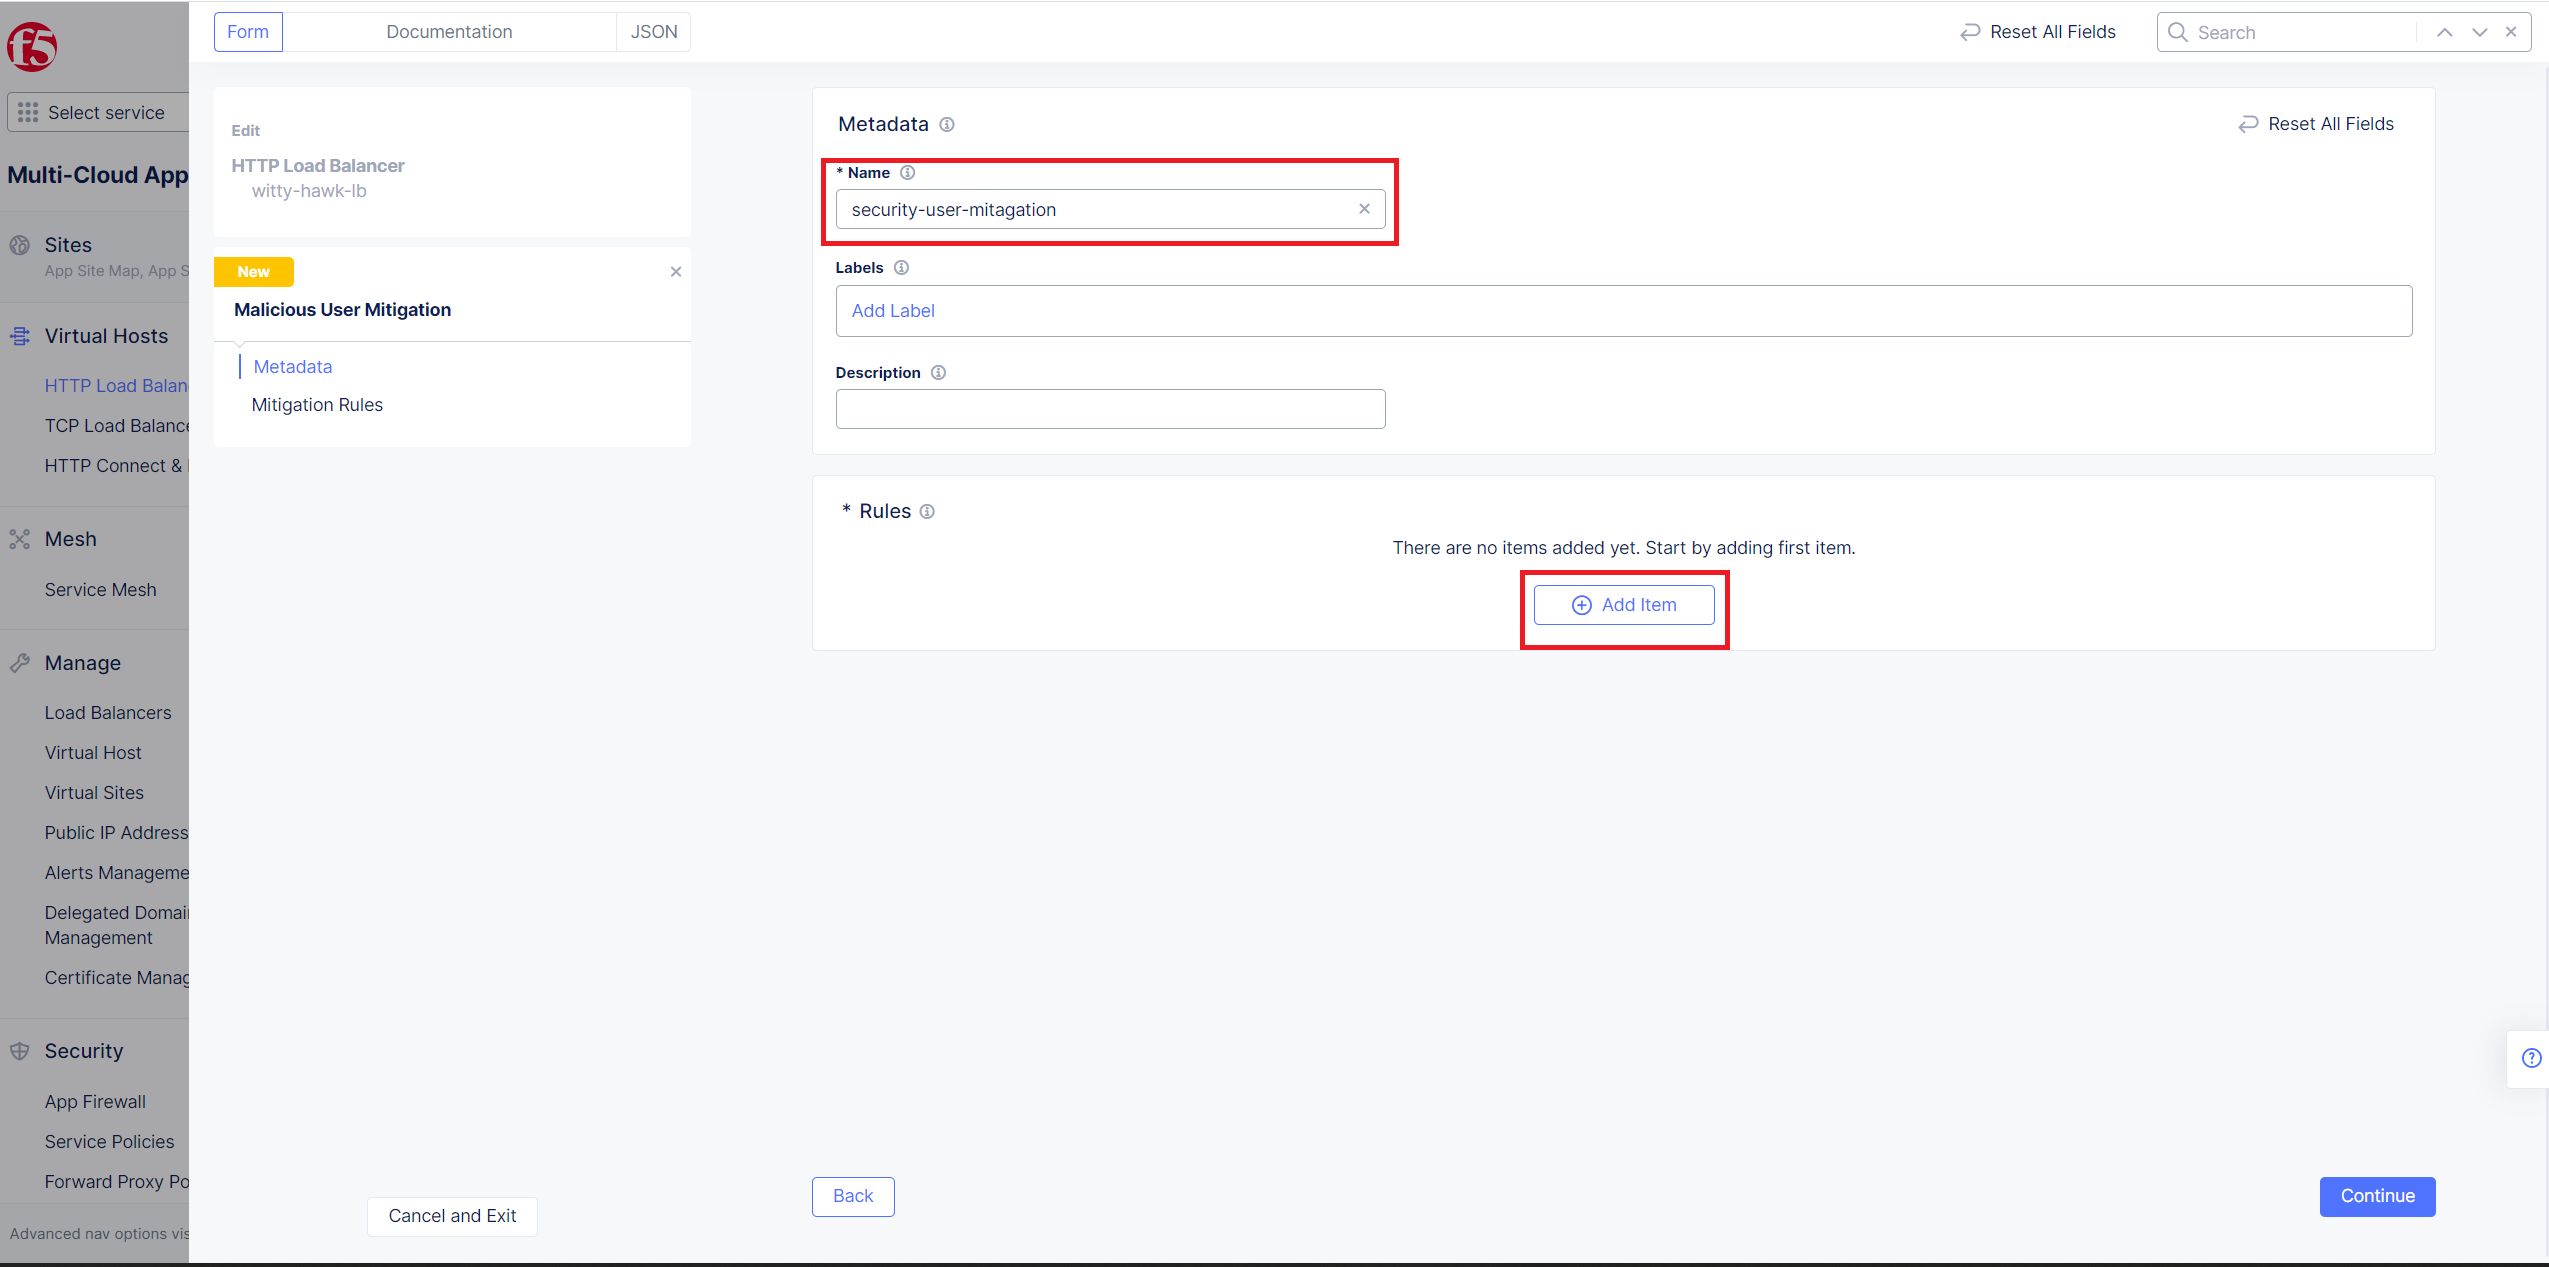 Form
Documentation
JSON
Reset All Fields
Search
f5
Select service
Multi-Cloud App
Sites
App Site Map, App S
Virtual Hosts
HTTP Load Balan
TCP Load Balance
HTTP Connect &
Mesh
Service Mesh
Manage
Load Balancers
Virtual Host
Virtual Sites
Public IP Address
Alerts Manageme
Delegated Domai
Management
Certificate Manag
Security
App Firewall
Service Policies
Forward Proxy Po
Advanced nav options vis
Edit
HTTP Load Balancer
witty-hawk-lb
New
Malicious User Mitigation
Metadata
Mitigation Rules
Cancel and Exit
Metadata
Reset All Fields
* Name
security-user-mitagation
Labels
Add Label
Description
* Rules
There are no items added yet. Start by adding first item.
Add Item
Back
Continue